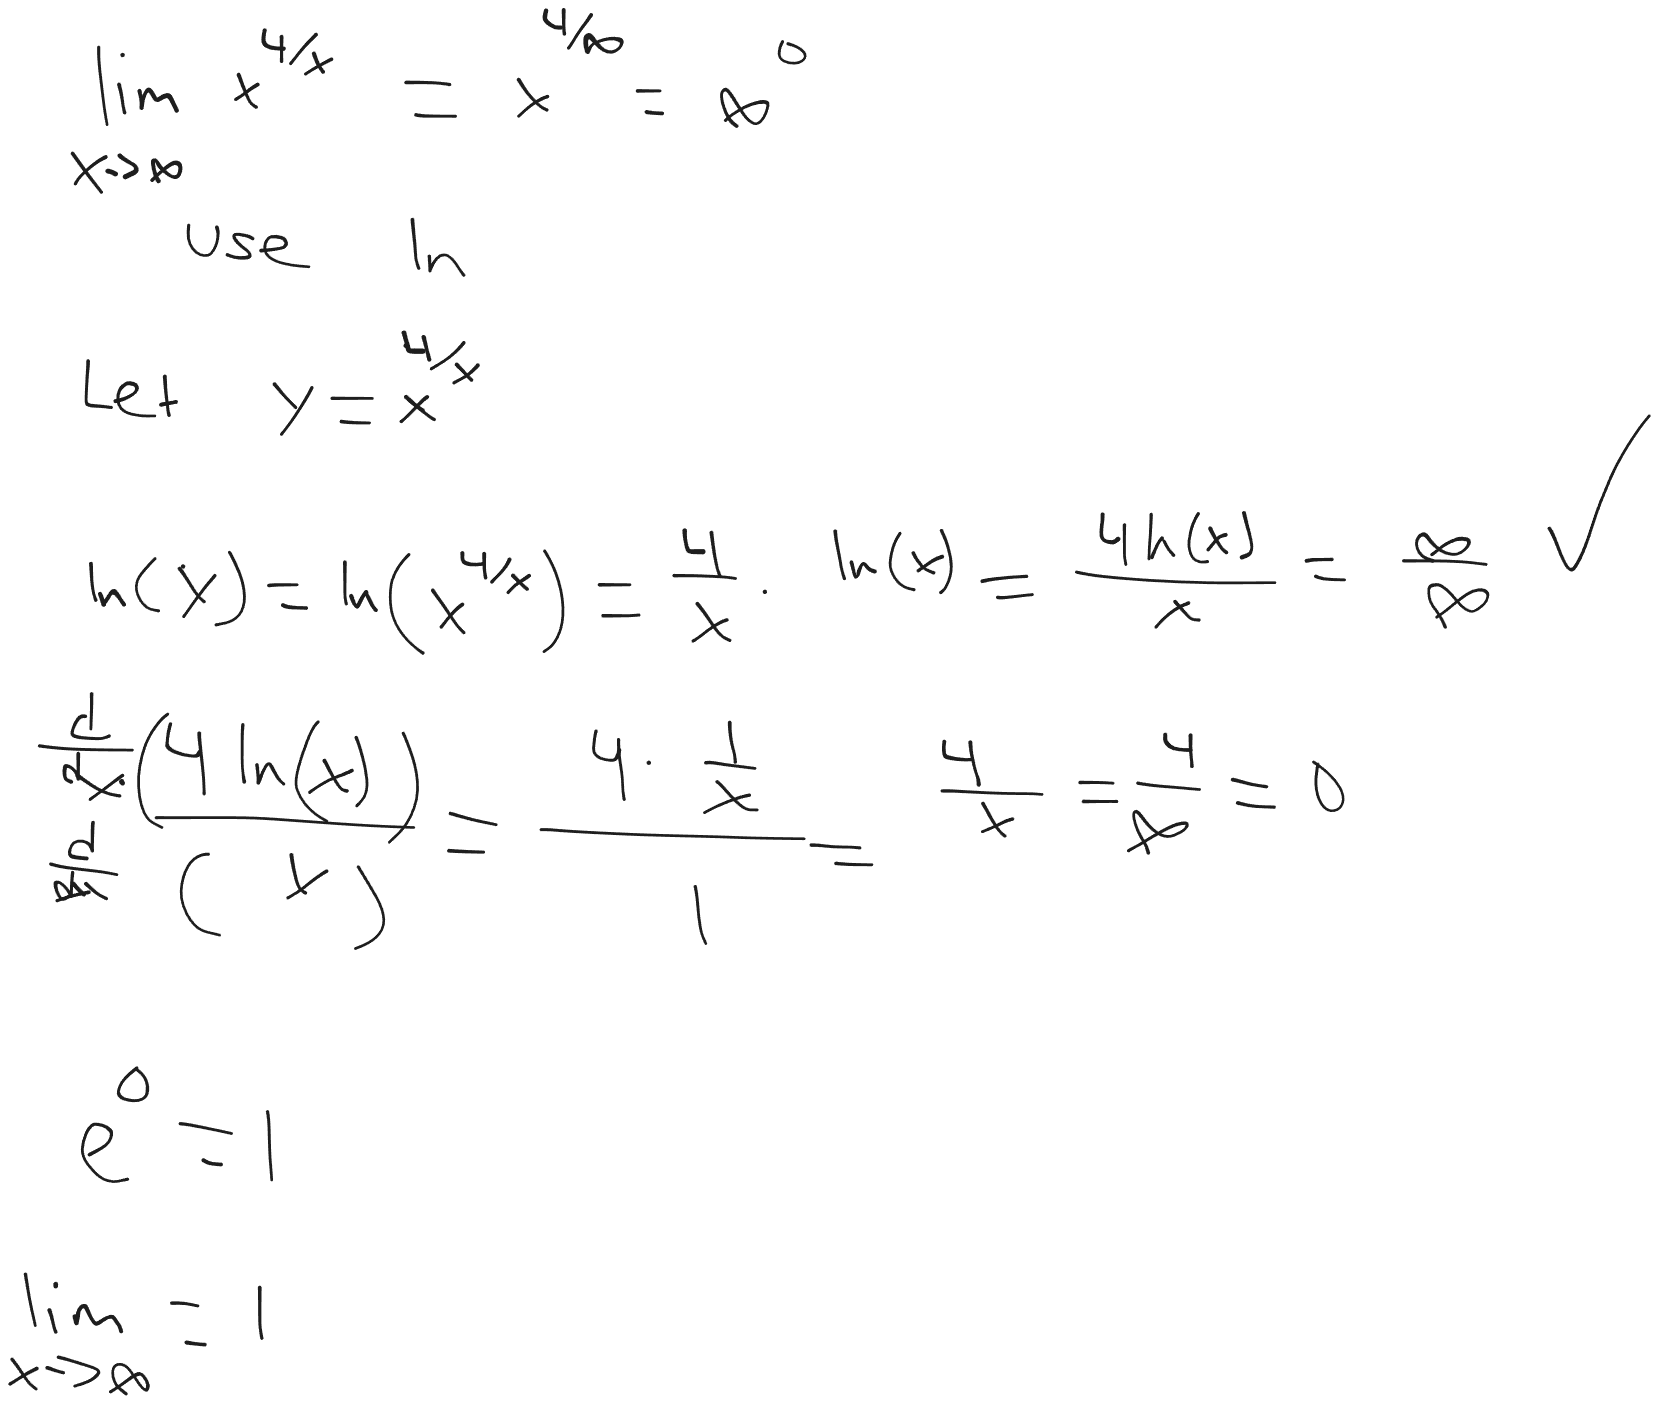 lim x^{4/x} = x^{4/∞} = ∞^0
x->∞
use ln
Let y = x^{4/x}
ln(y) = ln(x^{4/x}) = 4/x · ln(x) = 4ln(x)/x = ∞/∞ ✓
d/dx (4 ln(x)) / d/dx (x) = 4 · 1/x / 1 = 4/x = 4/∞ = 0
e^0 = 1
lim = 1
x->∞